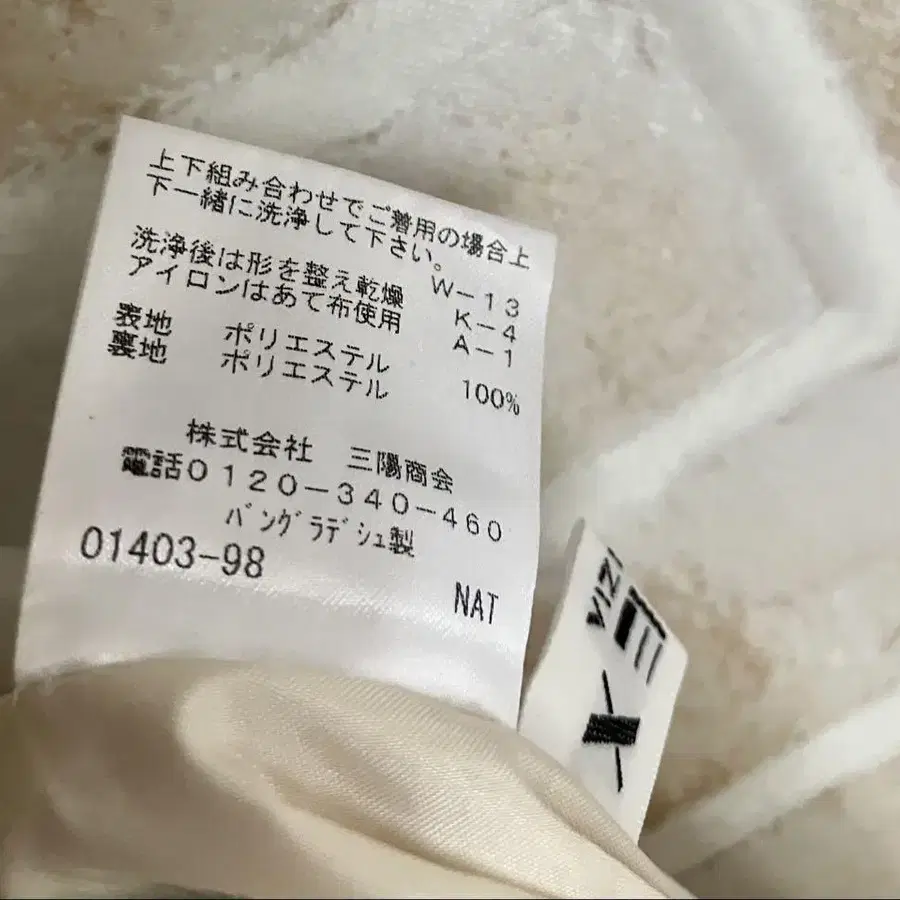 上下組み合わせでご着用の場合上
下一緒に洗浄して下さい。
洗浄後は形を整え乾燥 W-13
アイロンはあて布使用 K-4
A-1
表地 ポリエステル
裏地 ポリエステル 100%
株式会社 三陽商会
電話0120-340-460
バングラデシュ製
01403-98
NAT